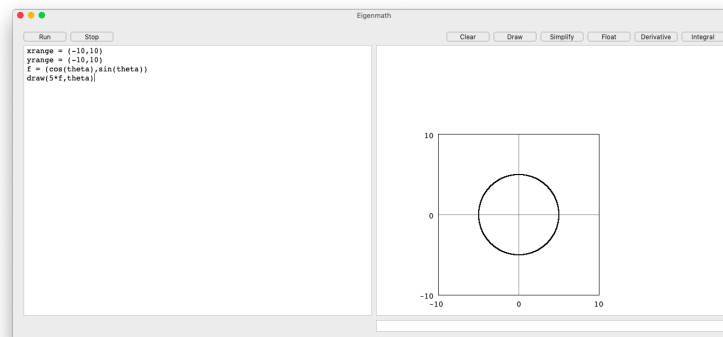 Eigenmath
Run Stop Clear Draw Simplify Float Derivative Integral
xrange = (-10,10)
yrange = (-10,10)
f = (cos(theta),sin(theta))
draw(5*f,theta)
10
0
-10
-10 0 10